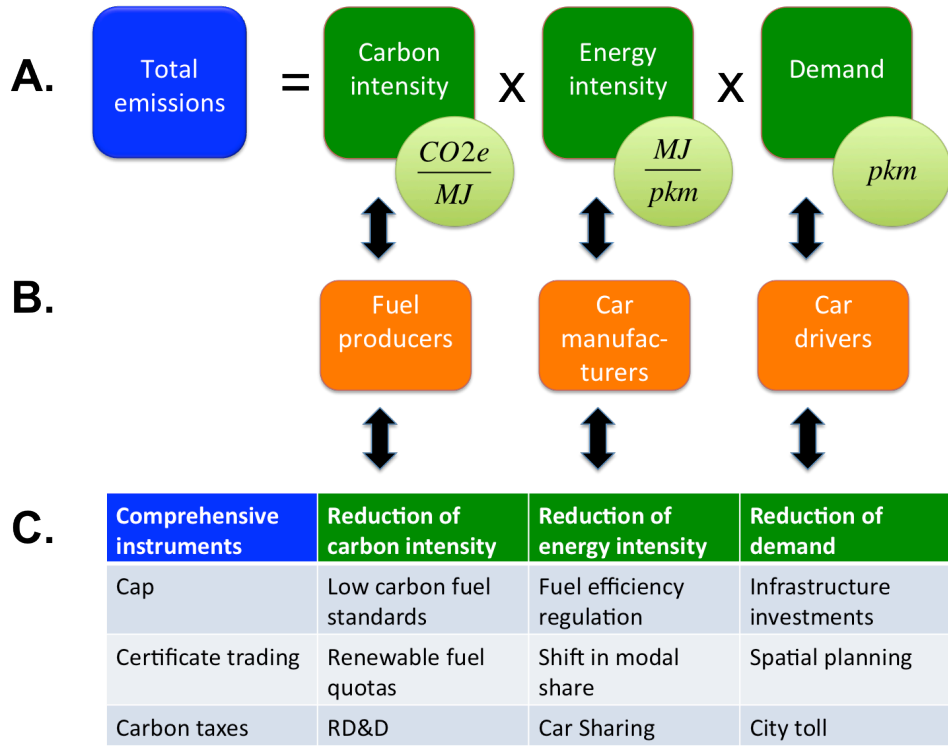 A.
Total
emissions
=
Carbon
intensity
x
Energy
intensity
x
Demand
CO2e
MJ
MJ
pkm
pkm
B.
Fuel
producers
Car
manufac-
turers
Car
drivers
C.
Comprehensive
instruments
Reduction of
carbon intensity
Reduction of
energy intensity
Reduction of
demand
Cap
Low carbon fuel
standards
Fuel efficiency
regulation
Infrastructure
investments
Certificate trading
Renewable fuel
quotas
Shift in modal
share
Spatial planning
Carbon taxes
RD&D
Car Sharing
City toll